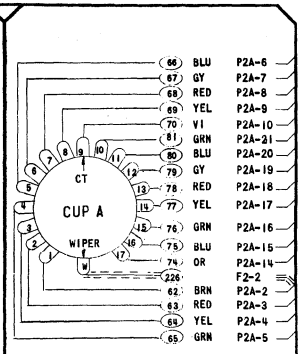 66 BLU P2A-6
67 GY P2A-7
68 RED P2A-8
69 YEL P2A-9
70 VI P2A-10
81 GRN P2A-21
80 BLU P2A-20
79 GY P2A-19
78 RED P2A-18
77 YEL P2A-17
76 GRN P2A-16
75 BLU P2A-15
74 OR P2A-14
226 F2-2
62 BRN P2A-2
63 RED P2A-3
64 YEL P2A-4
65 GRN P2A-5
1
2
3
4
5
6
7
8
9
10
11
12
13
14
15
16
17
W
CT
CUP A
WIPER